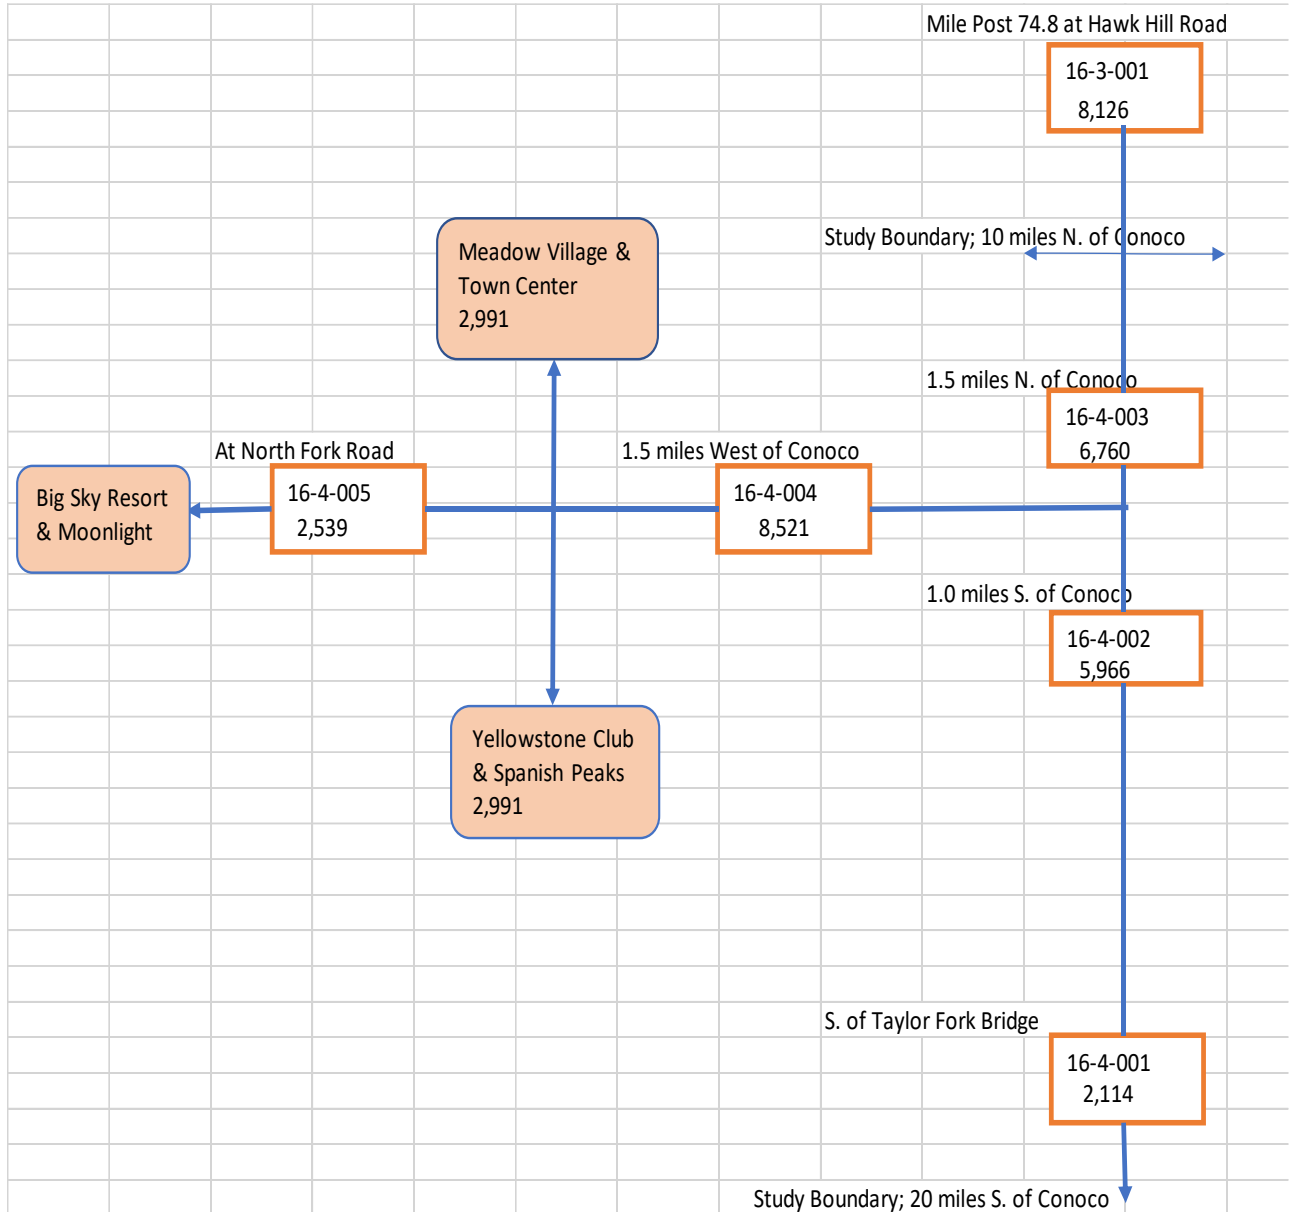 Mile Post 74.8 at Hawk Hill Road
16-3-001
8,126
Study Boundary; 10 miles N. of Conoco
Meadow Village &
Town Center
2,991
1.5 miles N. of Conoco
16-4-003
6,760
At North Fork Road
1.5 miles West of Conoco
Big Sky Resort
& Moonlight
16-4-005
2,539
16-4-004
8,521
1.0 miles S. of Conoco
16-4-002
5,966
Yellowstone Club
& Spanish Peaks
2,991
S. of Taylor Fork Bridge
16-4-001
2,114
Study Boundary; 20 miles S. of Conoco